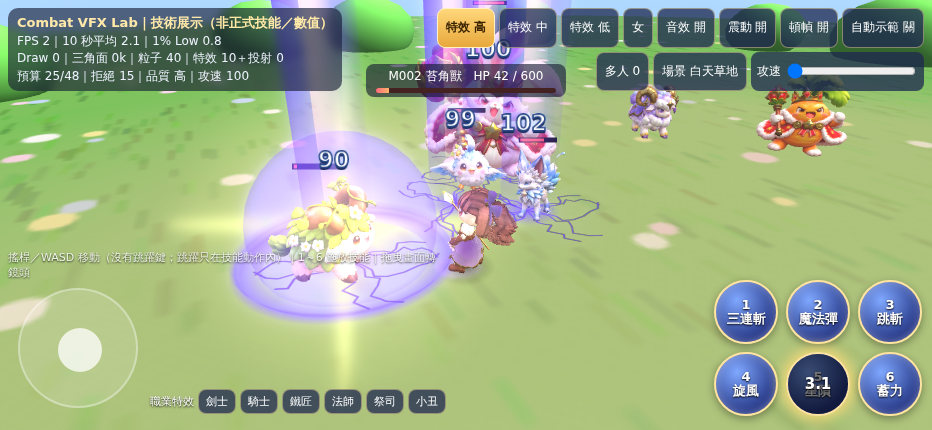 Combat VFX Lab｜技術展示（非正式技能／數值）
FPS 2｜10 秒平均 2.1｜1% Low 0.8
Draw 0｜三角面 0k｜粒子 40｜特效 10＋投射 0
預算 25/48｜拒絕 15｜品質 高｜攻速 100
特效 高
特效 中
特效 低
女
音效 開
震動 開
頓幀 開
自動示範 關
多人 0
場景 白天草地
攻速
100
M002 苔角獸 HP 42 / 600
99
102
90
搖桿／WASD 移動（沒有跳躍鍵；跳躍只在技能動作內）｜1～6 施放技能｜拖曳畫面轉
鏡頭
1
三連斬
2
魔法彈
3
跳斬
4
旋風
3.1
6
蓄力
職業特效
劍士
騎士
鐵匠
法師
祭司
小丑